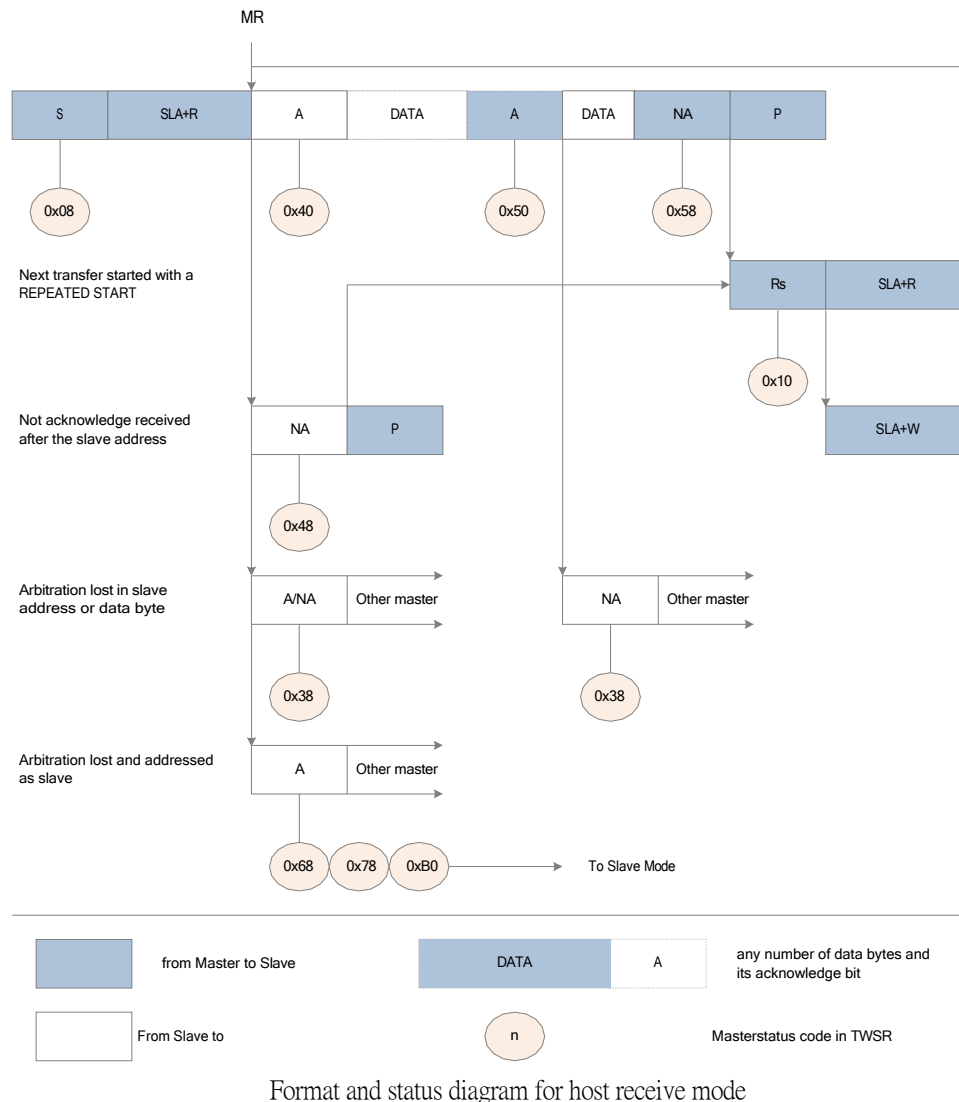 MR
S SLA+R A DATA A DATA NA P
0x08 0x40 0x50 0x58
Next transfer started with a
REPEATED START
Rs SLA+R
0x10
Not acknowledge received
after the slave address
NA P
SLA+W
0x48
Arbitration lost in slave
address or data byte
A/NA Other master
NA Other master
0x38 0x38
Arbitration lost and addressed
as slave
A Other master
0x68 0x78 0xB0 To Slave Mode
from Master to Slave
DATA A
any number of data bytes and
its acknowledge bit
From Slave to
n
Masterstatus code in TWSR
Format and status diagram for host receive mode